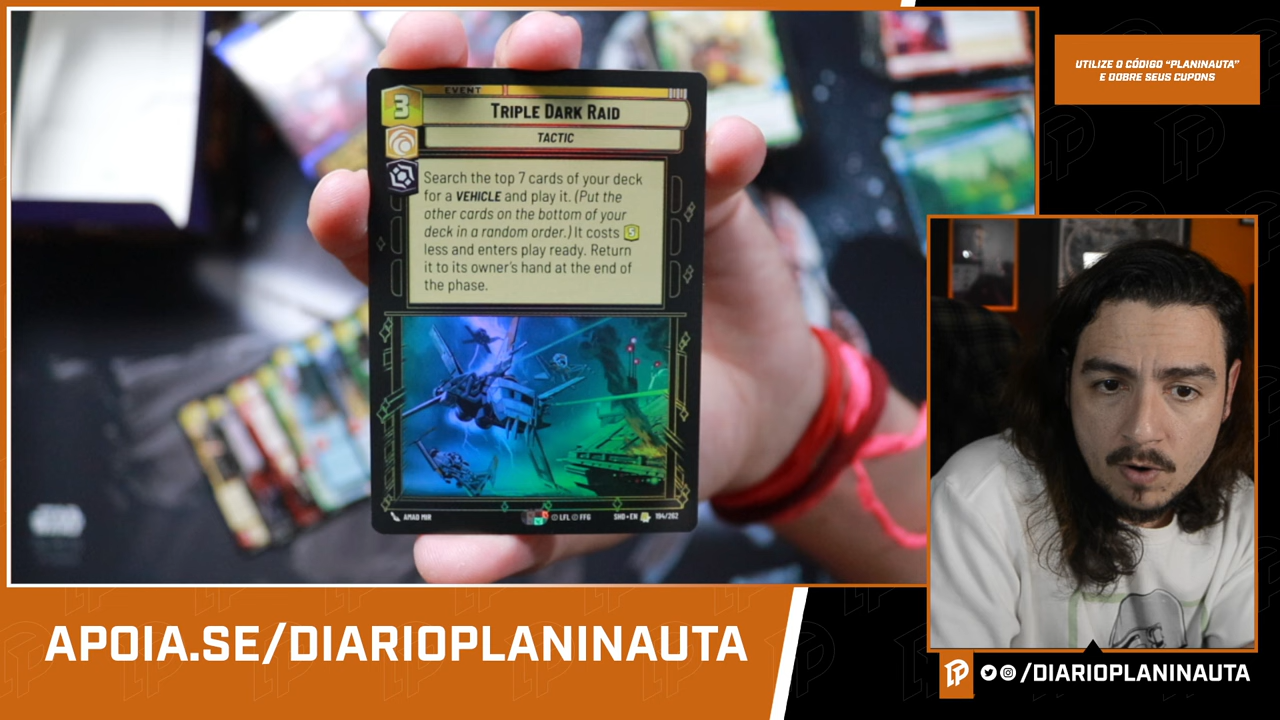 UTILIZE O CÓDIGO "PLANINAUTA"
E DOBRE SEUS CUPONS
3
EVENT
TRIPLE DARK RAID
TACTIC
Search the top 7 cards of your deck
for a VEHICLE and play it. (Put the
other cards on the bottom of your
deck in a random order.) It costs 5
less and enters play ready. Return
it to its owner's hand at the end of
the phase.
AMAD MIR
© LFL © FFG
SHD • EN
194/262
APOIA.SE/DIARIOPLANINAUTA
/DIARIOPLANINAUTA